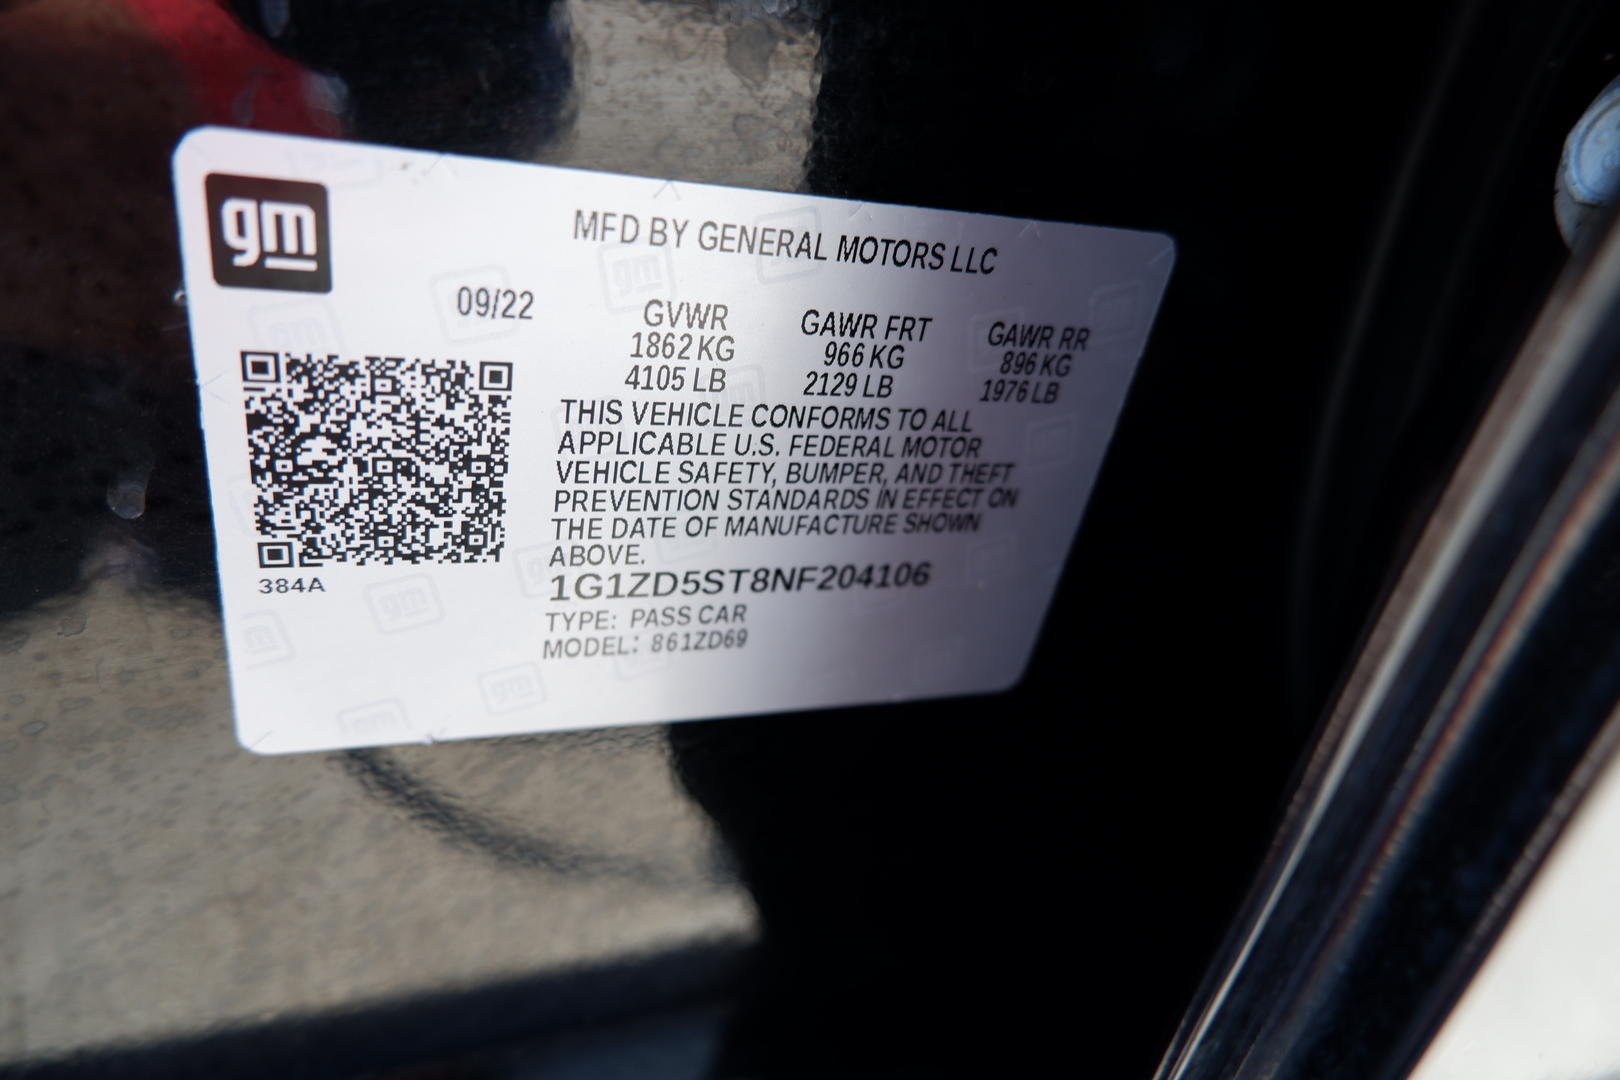 gm
MFD BY GENERAL MOTORS LLC
09/22
GVWR
1862 KG
4105 LB
GAWR FRT
966 KG
2129 LB
GAWR RR
896 KG
1976 LB
THIS VEHICLE CONFORMS TO ALL
APPLICABLE U.S. FEDERAL MOTOR
VEHICLE SAFETY, BUMPER, AND THEFT
PREVENTION STANDARDS IN EFFECT ON
THE DATE OF MANUFACTURE SHOWN
ABOVE.
384A
1G1ZD5ST8NF204106
TYPE: PASS CAR
MODEL: 861ZD69